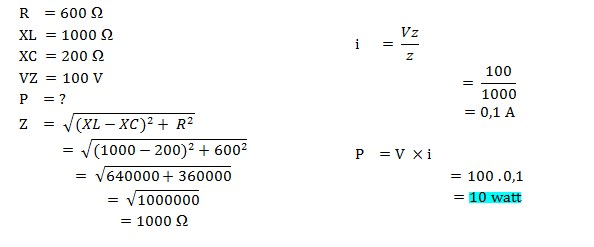 R = 600 Ω
XL = 1000 Ω
XC = 200 Ω
VZ = 100 V
P = ?
Z = √(XL − XC)² + R²
= √(1000 − 200)² + 600²
= √640000 + 360000
= √1000000
= 1000 Ω
i = Vz/z
= 100/1000
= 0,1 A
P = V × i
= 100 .0,1
= 10 watt